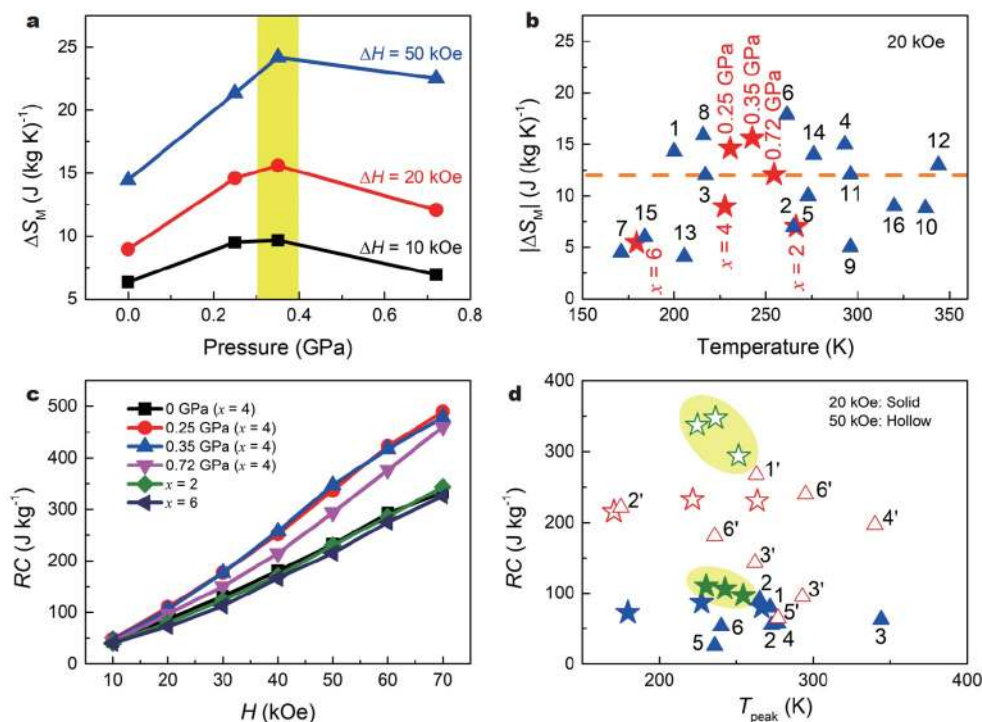 a
ΔS_M (J (kg K)⁻¹)
25
20
15
10
5
ΔH = 50 kOe
ΔH = 20 kOe
ΔH = 10 kOe
0.0 0.2 0.4 0.6 0.8
Pressure (GPa)
b
20 kOe
|ΔS_M| (J (kg K)⁻¹)
25
20
15
10
5
0
0.25 GPa
0.35 GPa
0.72 GPa
1
8
6
14
4
12
3
2
5
11
16
10
7
15
13
9
x = 6
x = 4
x = 2
150 200 250 300 350
Temperature (K)
c
RC (J kg⁻¹)
500
400
300
200
100
0
0 GPa (x = 4)
0.25 GPa (x = 4)
0.35 GPa (x = 4)
0.72 GPa (x = 4)
x = 2
x = 6
10 20 30 40 50 60 70
H (kOe)
d
20 kOe: Solid
50 kOe: Hollow
RC (J kg⁻¹)
400
300
200
100
0
1'
2'
6'
4'
6'
3'
3'
5'
2
1
5
6
2
4
3
200 300 400
T_peak (K)